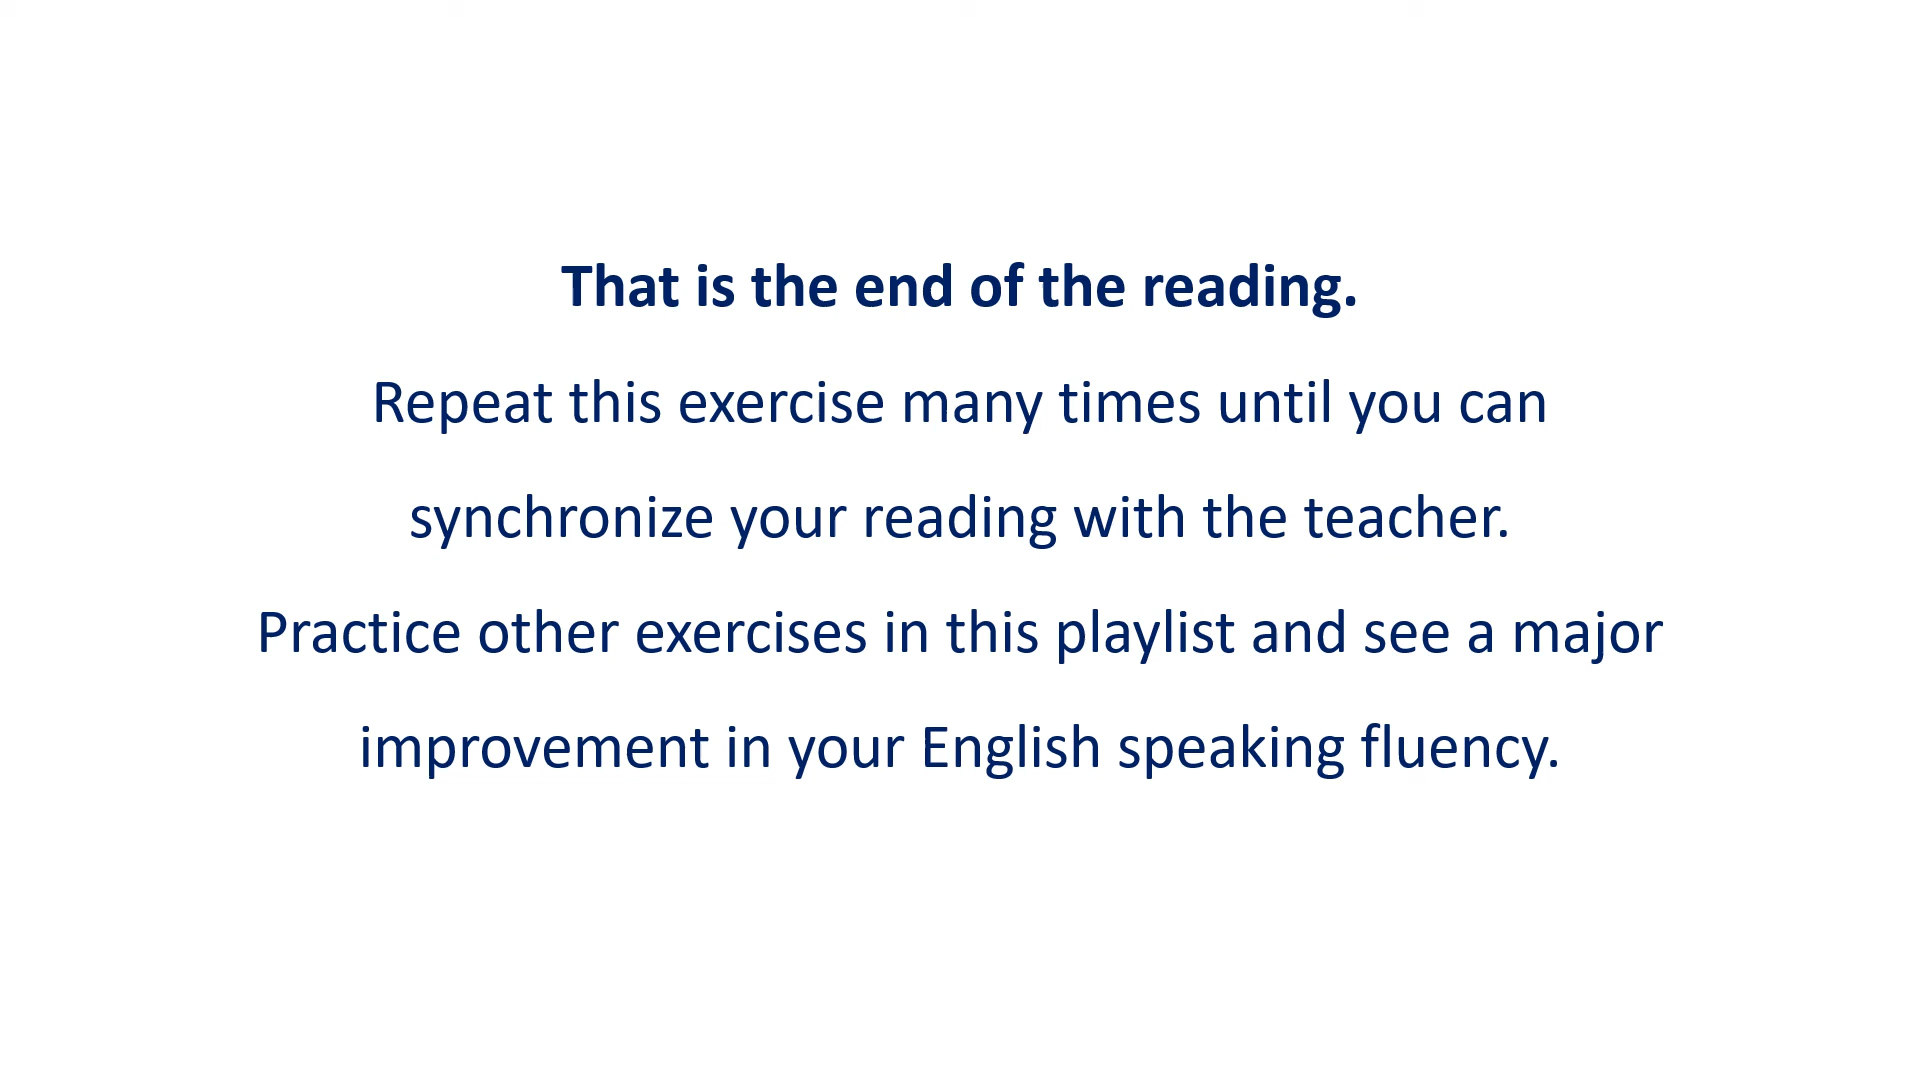 That is the end of the reading.
Repeat this exercise many times until you can
synchronize your reading with the teacher.
Practice other exercises in this playlist and see a major
improvement in your English speaking fluency.